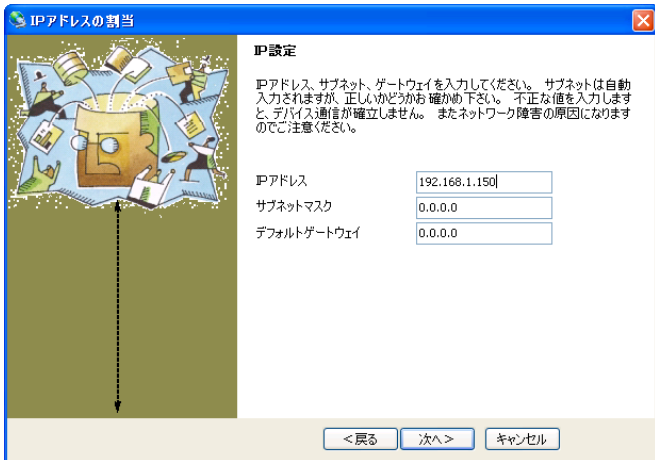 IPアドレスの割当
IP設定
IPアドレス、サブネット、ゲートウェイを入力してください。 サブネットは自動
入力されますが、正しいかどうかお確かめ下さい。 不正な値を入力します
と、デバイス通信が確立しません。 またネットワーク障害の原因になります
のでご注意ください。
IPアドレス 192.168.1.150
サブネットマスク 0.0.0.0
デフォルトゲートウェイ 0.0.0.0
<戻る 次へ> キャンセル